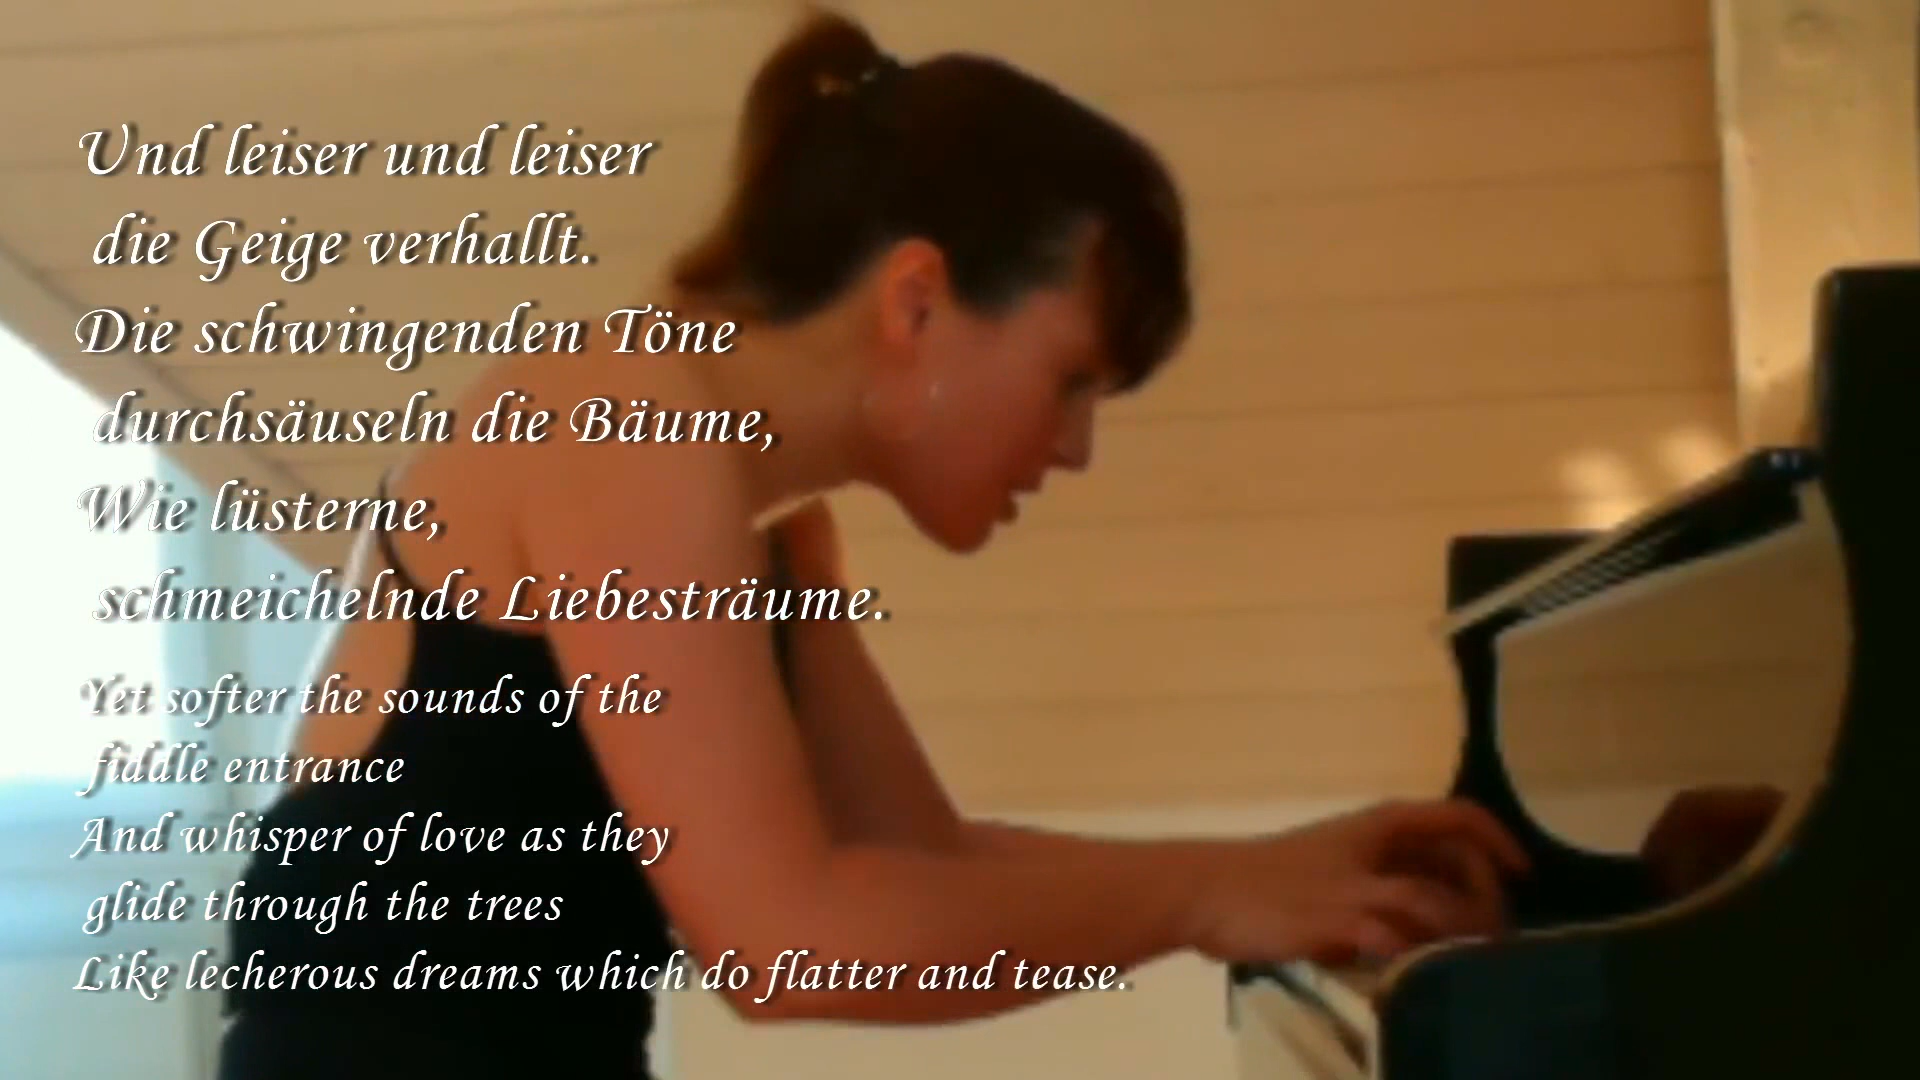 Und leiser und leiser
die Geige verhallt.
Die schwingenden Töne
durchsäuseln die Bäume,
Wie lüsterne,
schmeichelnde Liebesträume.
Yet softer the sounds of the
fiddle entrance
And whisper of love as they
glide through the trees
Like lecherous dreams which do flatter and tease.